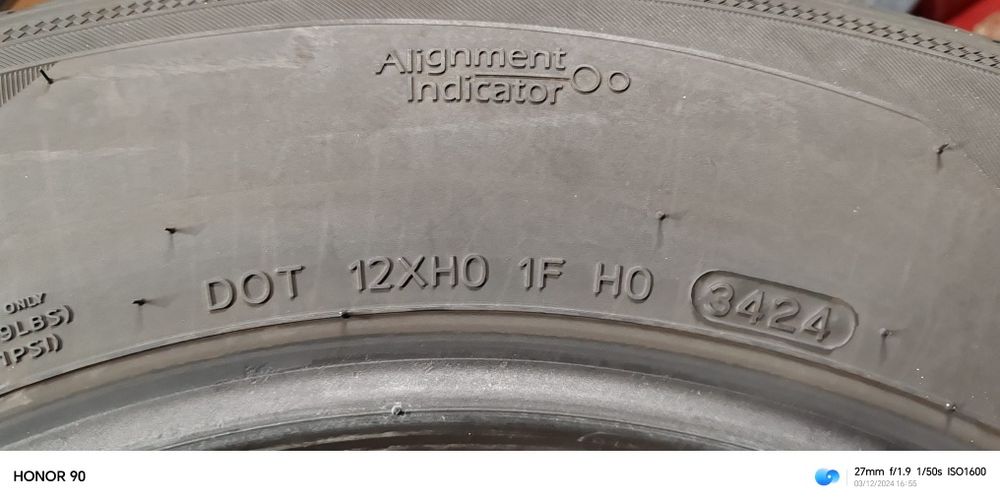 Alignment
Indicator
ONLY
9LBS)
1PSI)
DOT 12XH0 1F H0 3424
HONOR 90
27mm f/1.9 1/50s ISO1600
03/12/2024 16:55